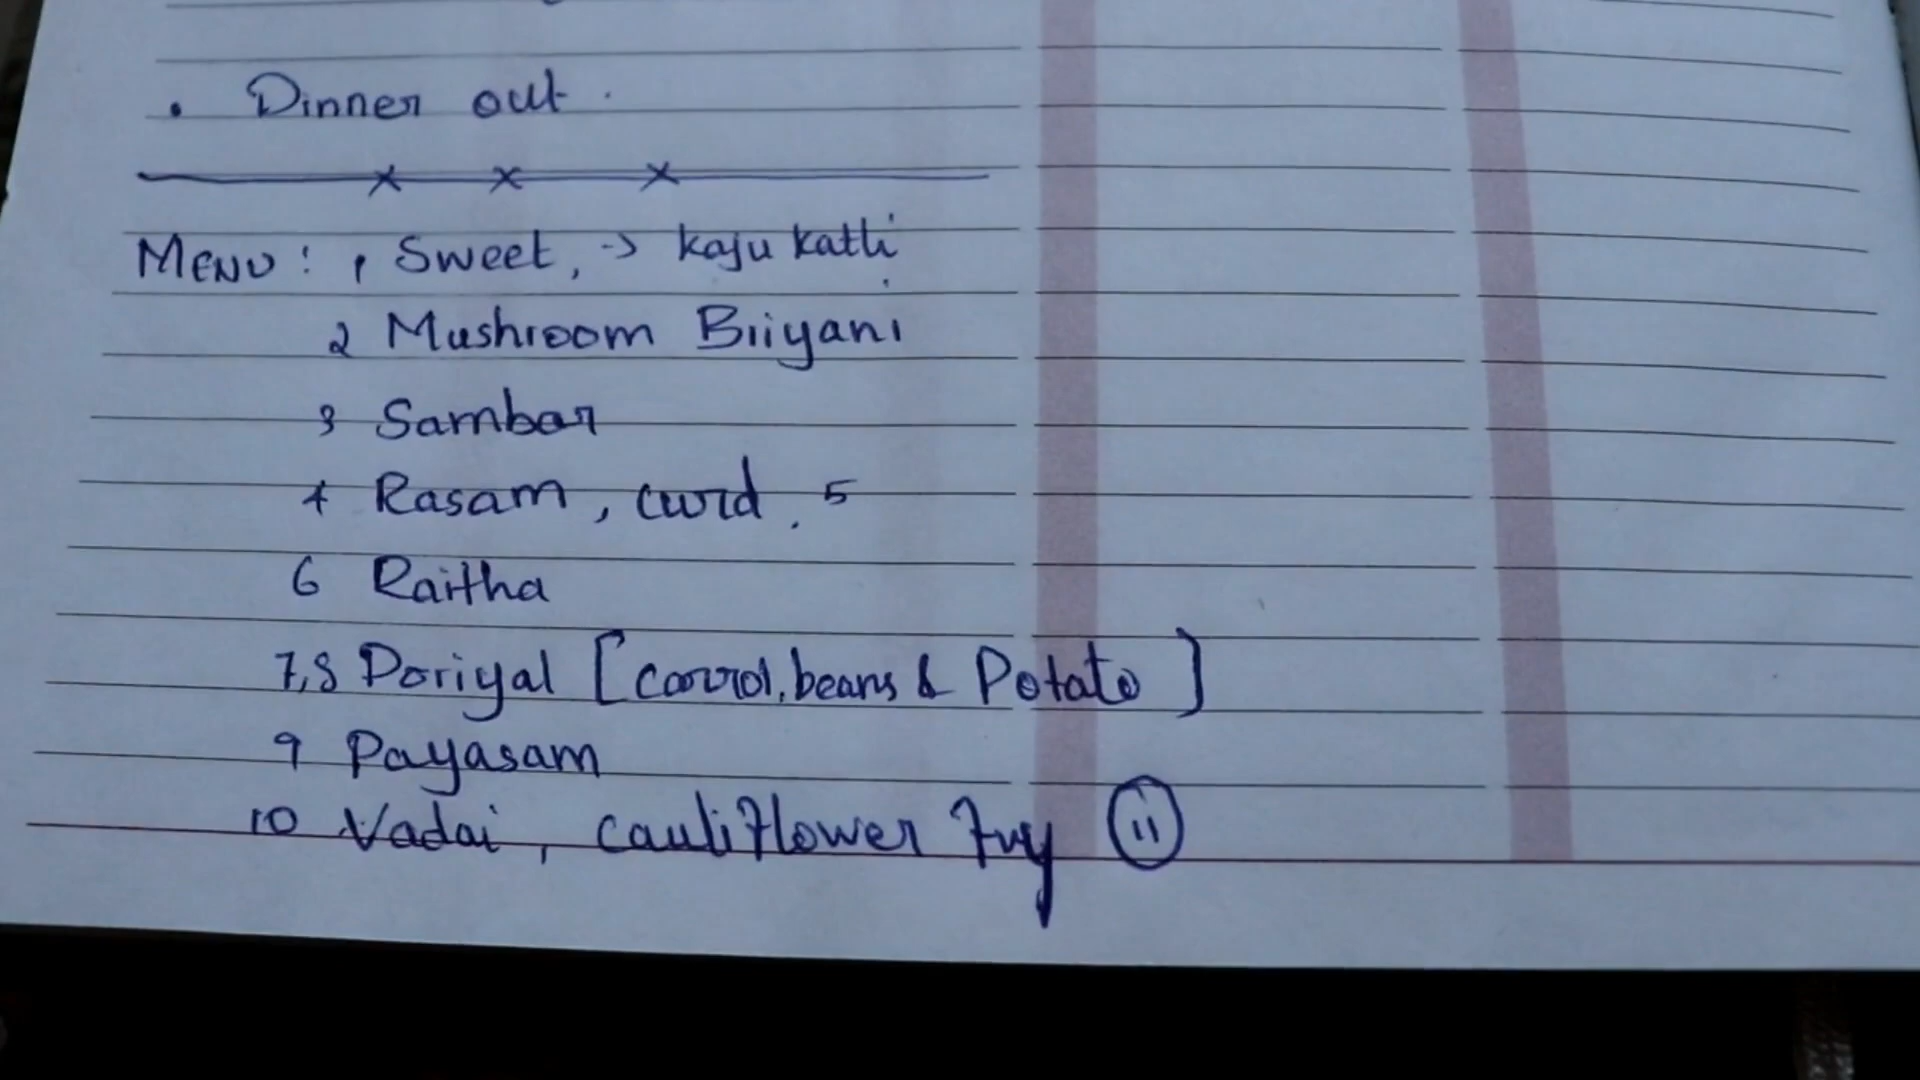 . Dinner out.
MENU : 1 Sweet, -> kaju katli
2 Mushroom Briyani
3 Sambar
4 Rasam, curd. 5
6 Raitha
7,8 Poriyal [carrot, beans & Potato]
9 Payasam
10 Vadai, cauliflower fry 11